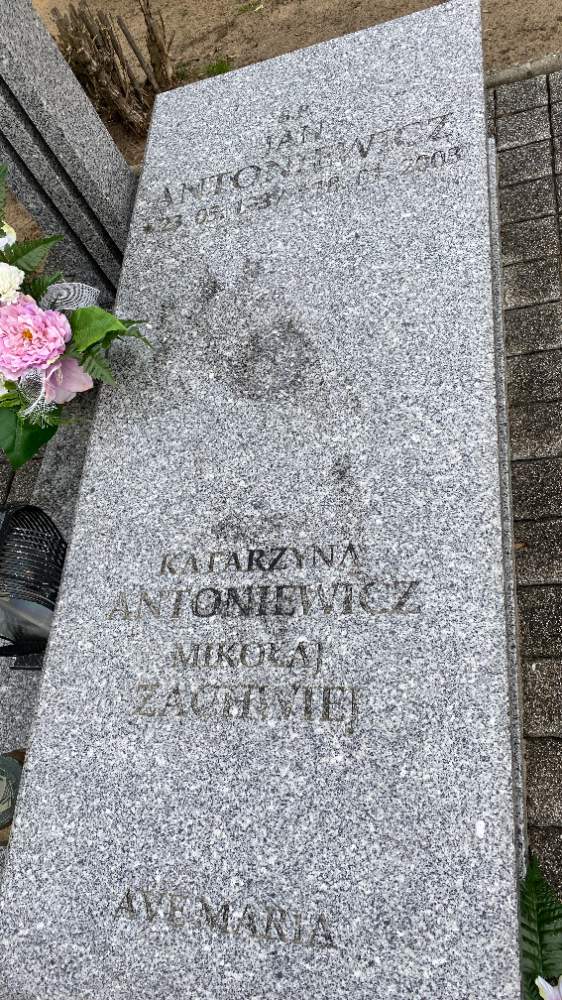 Ś.P.
JAN
ANTONIEWICZ
KATARZYNA
ANTONIEWICZ
MIKOŁAJ
ZACHWIEJ
AVE MARIA